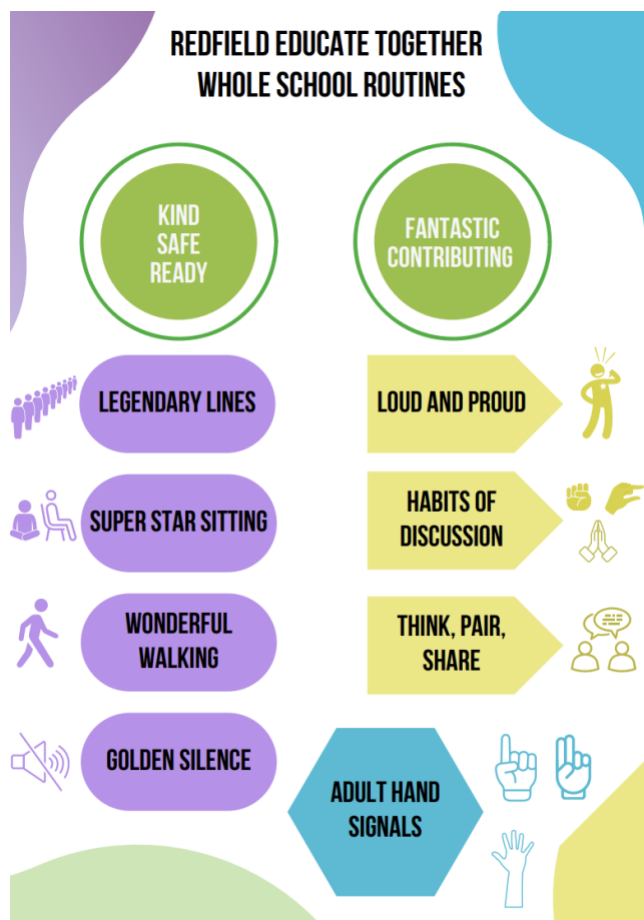 REDFIELD EDUCATE TOGETHER
WHOLE SCHOOL ROUTINES
KIND
SAFE
READY
FANTASTIC
CONTRIBUTING
LEGENDARY LINES
SUPER STAR SITTING
WONDERFUL
WALKING
GOLDEN SILENCE
LOUD AND PROUD
HABITS OF
DISCUSSION
THINK, PAIR,
SHARE
ADULT HAND
SIGNALS